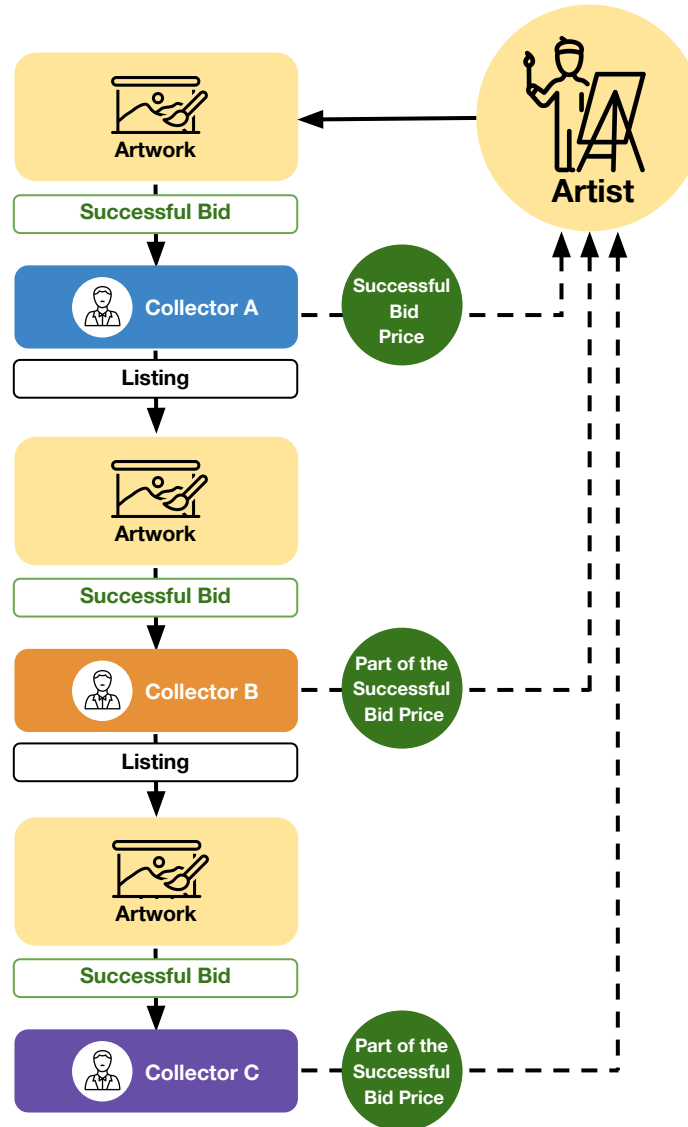 Artist
Artwork
Successful Bid
Collector A
Successful
Bid
Price
Listing
Artwork
Successful Bid
Collector B
Part of the
Successful
Bid Price
Listing
Artwork
Successful Bid
Collector C
Part of the
Successful
Bid Price